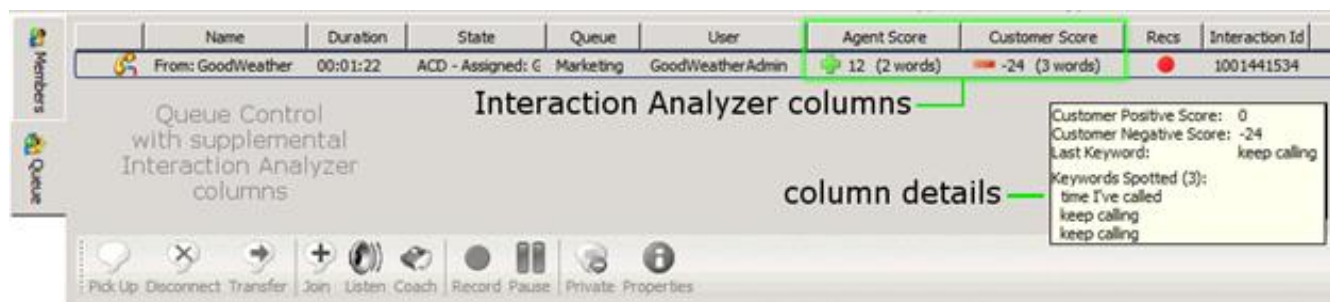 Members
Queue
Name Duration State Queue User Agent Score Customer Score Recs Interaction Id
From: GoodWeather 00:01:22 ACD - Assigned: G Marketing GoodWeatherAdmin 12 (2 words) -24 (3 words) 1001441534
Interaction Analyzer columns
Queue Control
with supplemental
Interaction Analyzer
columns
column details
Customer Positive Score: 0
Customer Negative Score: -24
Last Keyword: keep calling
Keywords Spotted (3):
time I've called
keep calling
keep calling
Pick Up Disconnect Transfer Join Listen Coach Record Pause Private Properties